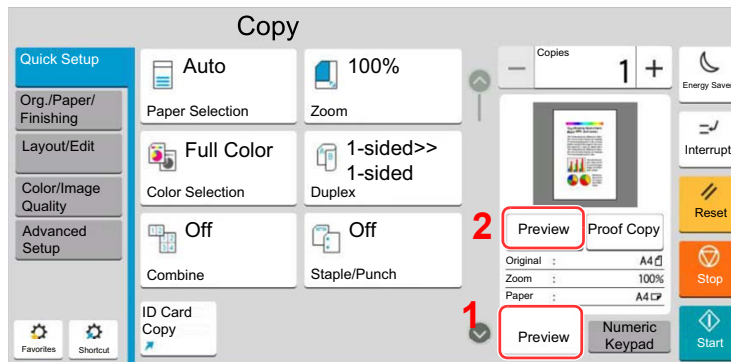 Copy
Quick Setup
Org./Paper/
Finishing
Layout/Edit
Color/Image
Quality
Advanced
Setup
Favorites
Shortcut
Auto
Paper Selection
100%
Zoom
Full Color
Color Selection
1-sided>>
1-sided
Duplex
Off
Combine
Off
Staple/Punch
ID Card
Copy
Copies
1
2
Preview
Proof Copy
Original : A4
Zoom : 100%
Paper : A4
1
Preview
Numeric
Keypad
Energy Saver
Interrupt
Reset
Stop
Start